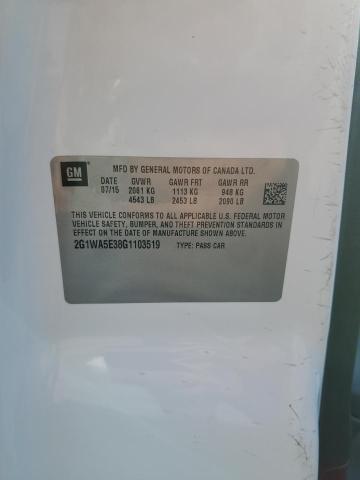 GM
MFD BY GENERAL MOTORS OF CANADA LTD.
DATE GVWR GAWR FRT GAWR RR
07/15 2061 KG 1113 KG 948 KG
4543 LB 2453 LB 2090 LB
THIS VEHICLE CONFORMS TO ALL APPLICABLE U.S. FEDERAL MOTOR
VEHICLE SAFETY, BUMPER, AND THEFT PREVENTION STANDARDS IN
EFFECT ON THE DATE OF MANUFACTURE SHOWN ABOVE.
2G1WA5E38G1103519 TYPE: PASS CAR